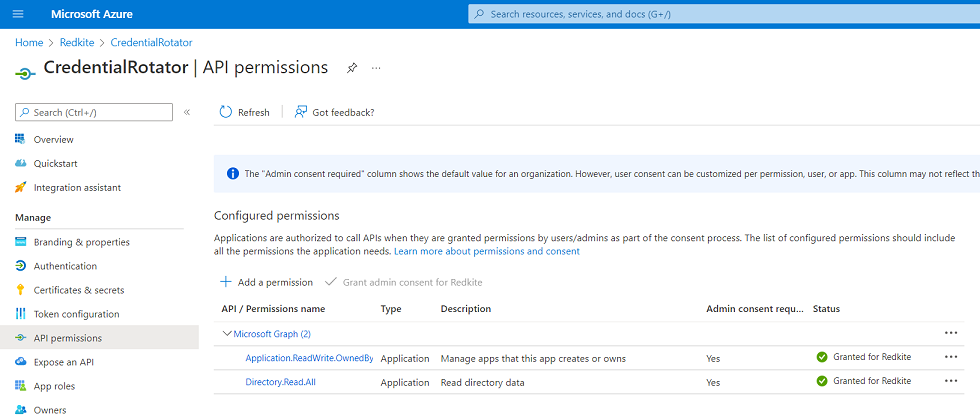 Microsoft Azure
Search resources, services, and docs (G+/)
Home > Redkite > CredentialRotator
CredentialRotator | API permissions
Search (Ctrl+/)
Refresh
Got feedback?
Overview
Quickstart
Integration assistant
Manage
Branding & properties
Authentication
Certificates & secrets
Token configuration
API permissions
Expose an API
App roles
Owners
The "Admin consent required" column shows the default value for an organization. However, user consent can be customized per permission, user, or app. This column may not reflect th
Configured permissions
Applications are authorized to call APIs when they are granted permissions by users/admins as part of the consent process. The list of configured permissions should include
all the permissions the application needs. Learn more about permissions and consent
Add a permission
Grant admin consent for Redkite
API / Permissions name Type Description Admin consent requ... Status
Microsoft Graph (2)
Application.ReadWrite.OwnedBy Application Manage apps that this app creates or owns Yes Granted for Redkite
Directory.Read.All Application Read directory data Yes Granted for Redkite